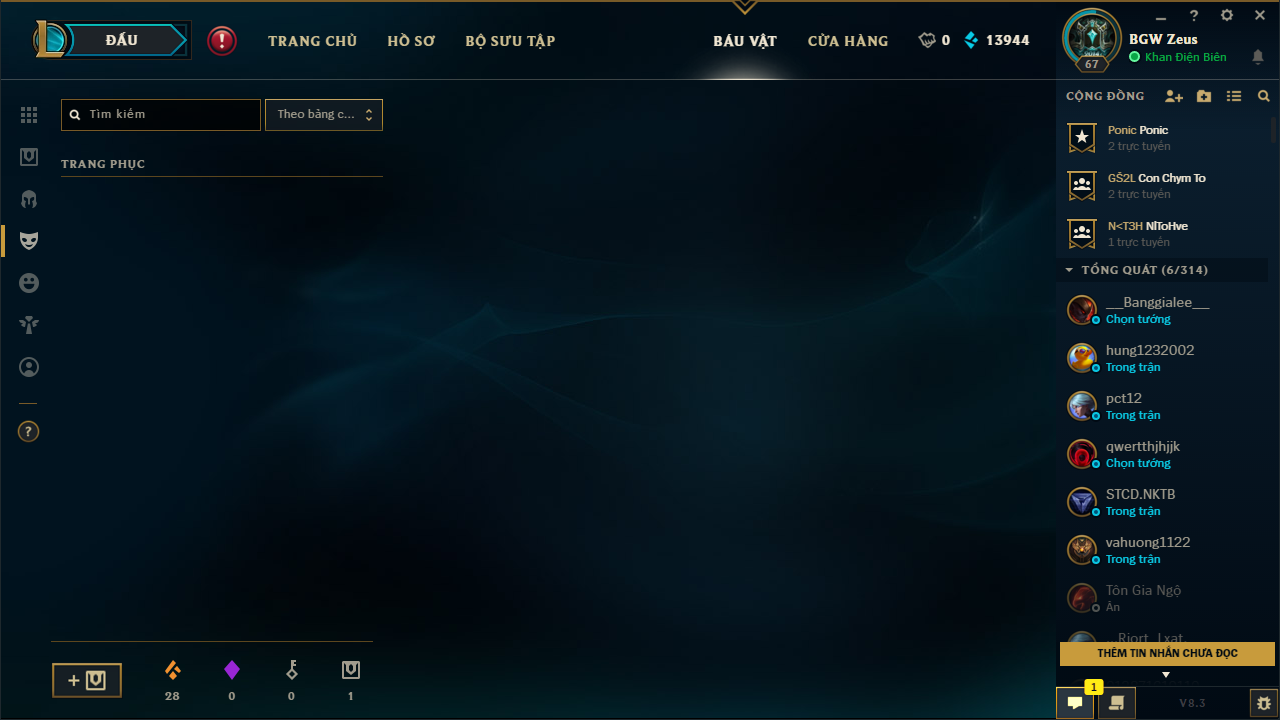 ĐẤU
TRANG CHỦ
HỒ SƠ
BỘ SƯU TẬP
BÁU VẬT
CỬA HÀNG
0
13944
67
BGW Zeus
Khan Điện Biên
Tìm kiếm
Theo bảng c...
TRANG PHỤC
28
0
0
1
CỘNG ĐỒNG
Ponic Ponic
2 trực tuyến
GŠ2L Con Chym To
2 trực tuyến
N<T3H NÍToHve
1 trực tuyến
TỔNG QUÁT (6/314)
___Banggialee___
Chọn tướng
hung1232002
Trong trận
pct12
Trong trận
qwertthjhjjk
Chọn tướng
STCD.NKTB
Trong trận
vahuong1122
Trong trận
Tôn Gia Ngộ
Ẩn
THÊM TIN NHẮN CHƯA ĐỌC
1
V8.3